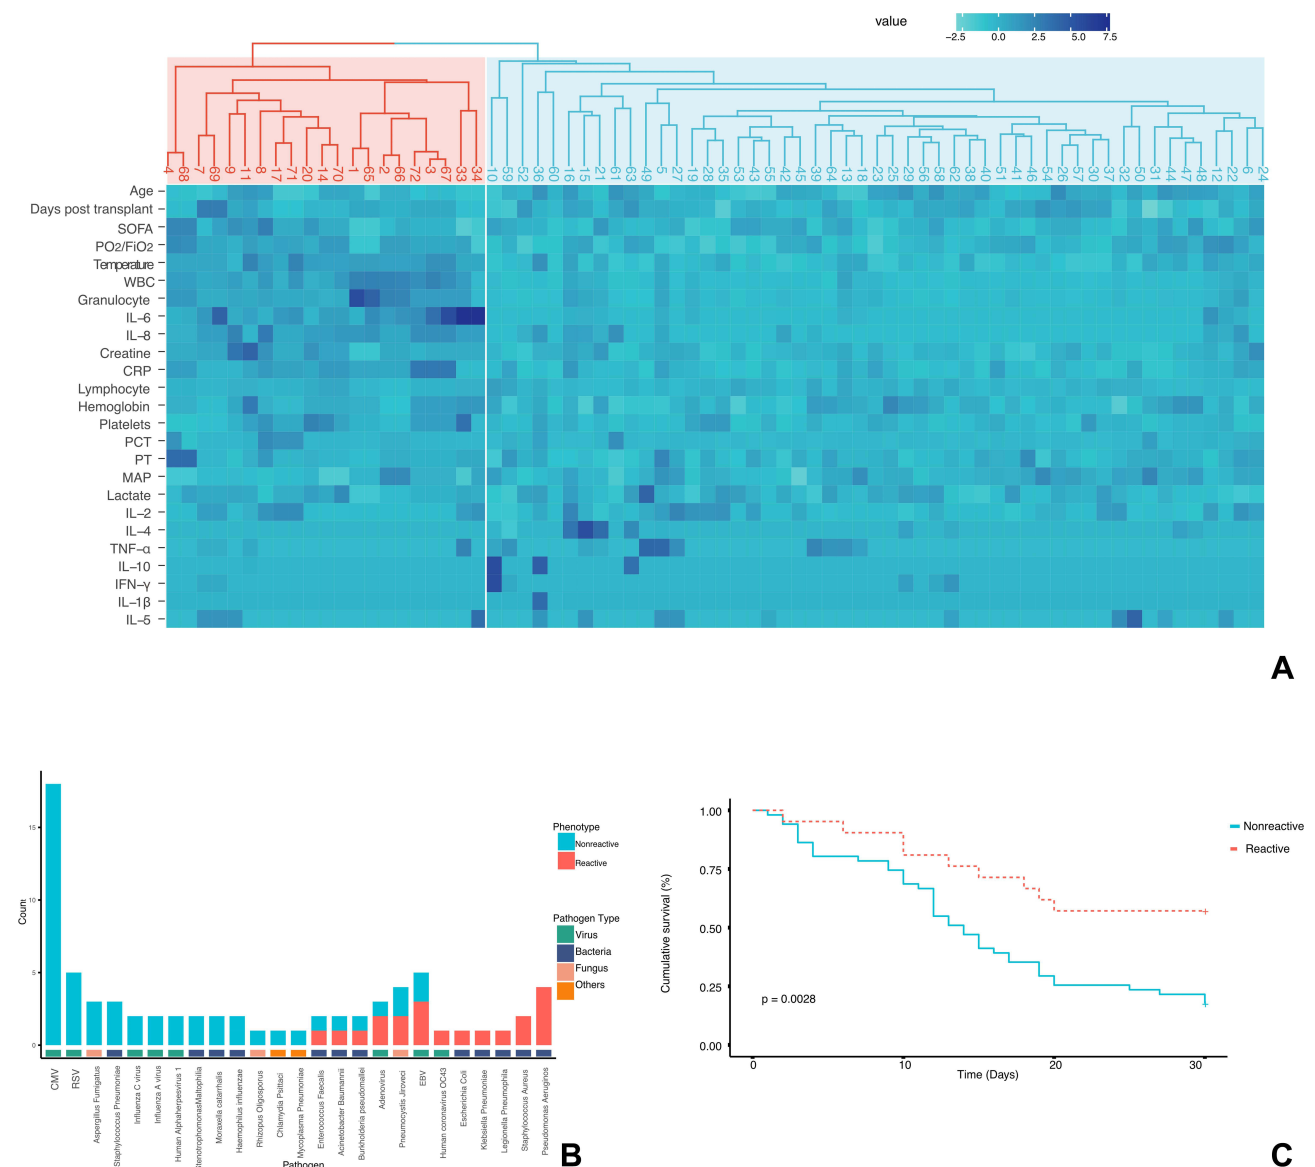 value
−2.5 0.0 2.5 5.0 7.5
4 68 7 69 9 11 8 17 71 20 14 70 1 65 2 66 72 3 67 33 34 10 59 52 36 60 16 15 21 61 63 49 5 27 19 28 35 53 43 55 42 45 39 64 13 18 23 25 29 56 58 62 38 40 51 41 46 54 26 57 30 37 32 50 31 44 47 48 12 22 6 24
Age
Days post transplant
SOFA
PO2/FiO2
Temperature
WBC
Granulocyte
IL−6
IL−8
Creatine
CRP
Lymphocyte
Hemoglobin
Platelets
PCT
PT
MAP
Lactate
IL−2
IL−4
TNF−α
IL−10
IFN−γ
IL−1β
IL−5
A
Count
15
10
5
0
Phenotype
Nonreactive
Reactive
Pathogen Type
Virus
Bacteria
Fungus
Others
CMV
RSV
Aspergillus Fumigatus
Staphylococcus Pneumoniae
Influenza C virus
Influenza A virus
Human Alphaherpesvirus 1
StenotrophomonasMaltophilia
Moraxella catarrhalis
Haemophilus influenzae
Rhizopus Oligosporus
Chlamydia Psittaci
Mycoplasma Pneumoniae
Enterococcus Faecalis
Acinetobacter Baumannii
Burkholderia pseudomallei
Adenovirus
Pneumocystis Jiroveci
EBV
Human coronavirus OC43
Escherichia Coli
Klebsiella Pneumoniae
Legionella Pneumophila
Staphylococcus Aureus
Pseudomonas Aeruginos
Pathogen
B
Cumulative survival (%)
1.00
0.75
0.50
0.25
0.00
p = 0.0028
0 10 20 30
Time (Days)
Nonreactive
Reactive
C